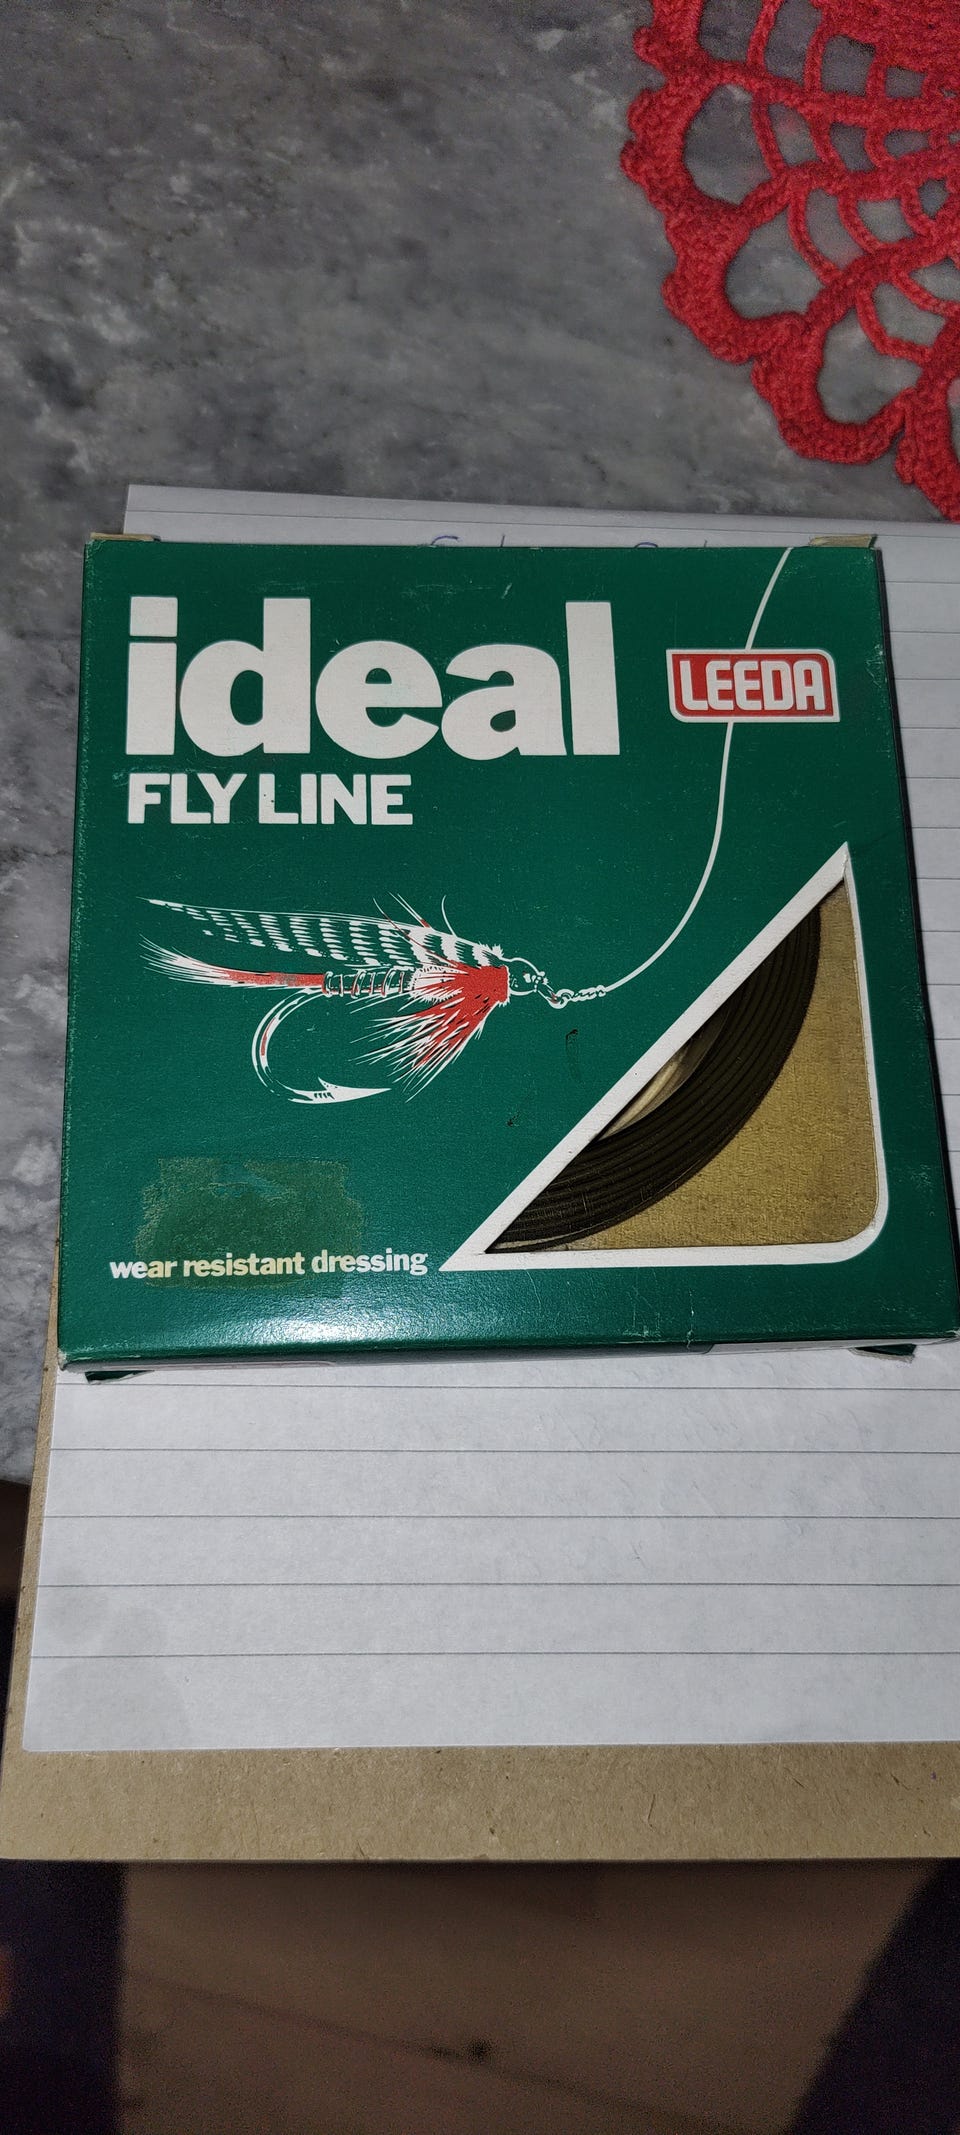 ideal
LEEDA
FLY LINE
wear resistant dressing